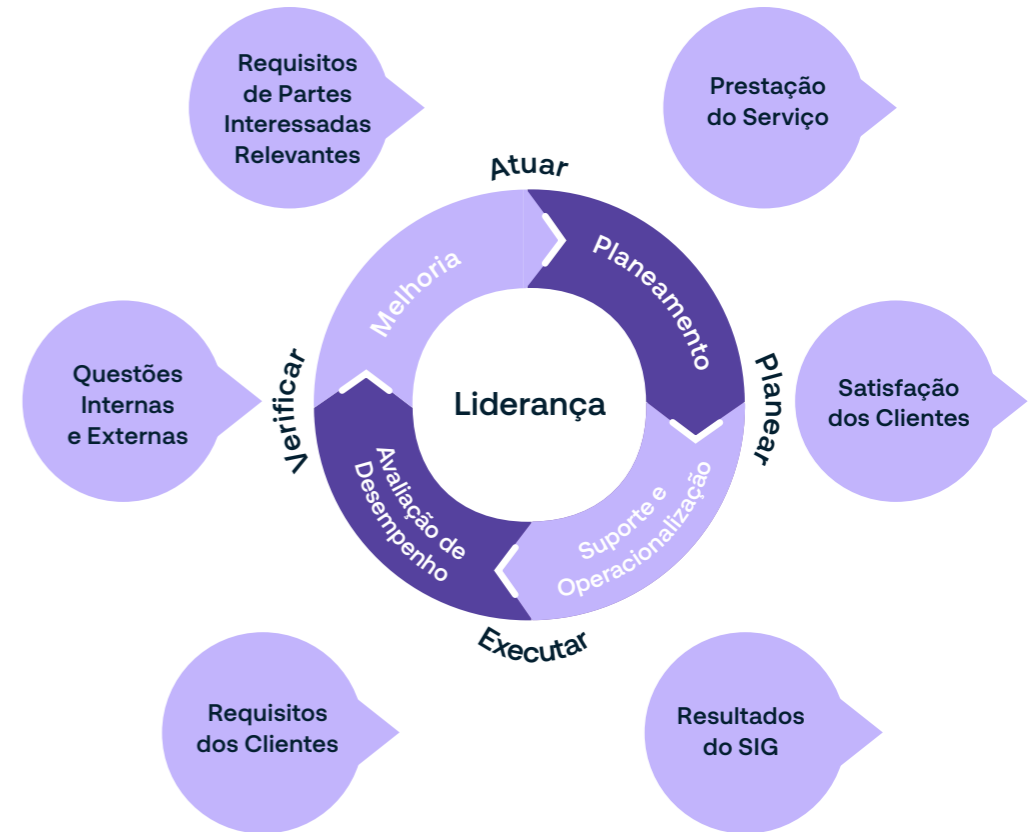 Requisitos
de Partes
Interessadas
Relevantes
Prestação
do Serviço
Atuar
Melhoria
Planeamento
Questões
Internas
e Externas
Verificar
Liderança
Planear
Satisfação
dos Clientes
Avaliação de
Desempenho
Suporte e
Operacionalização
Executar
Requisitos
dos Clientes
Resultados
do SIG